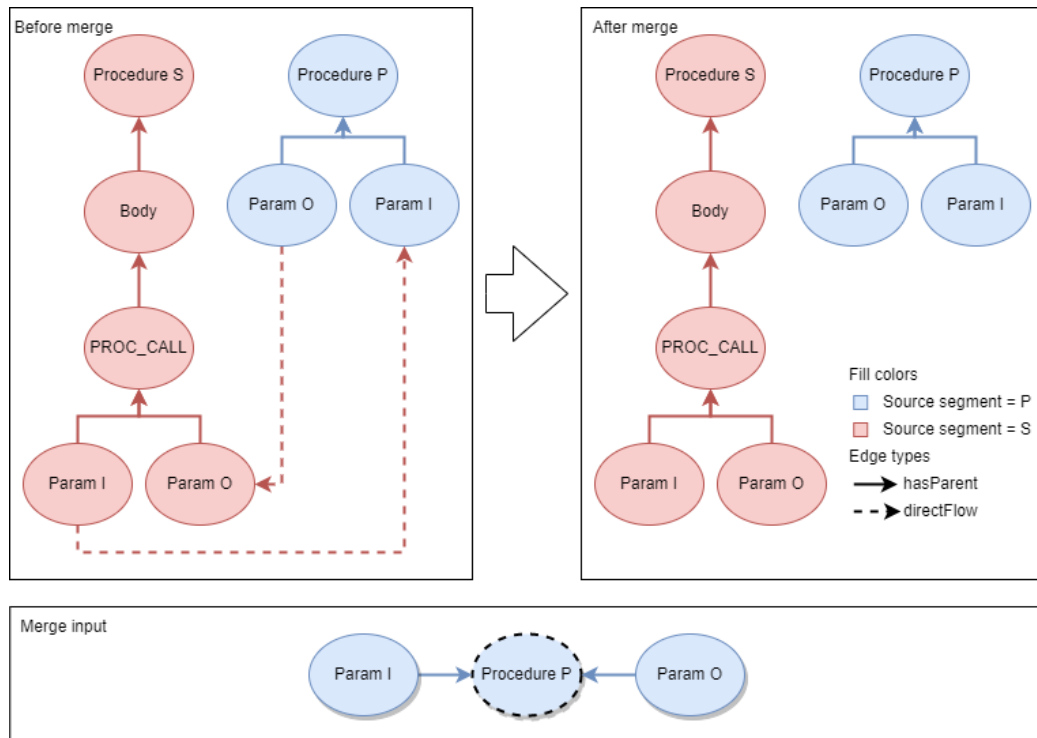 Before merge
Procedure S
Procedure P
Param O
Param I
Body
PROC_CALL
Param I
Param O
After merge
Procedure S
Procedure P
Param O
Param I
Body
PROC_CALL
Param I
Param O
Fill colors
Source segment = P
Source segment = S
Edge types
hasParent
directFlow
Merge input
Param I
Procedure P
Param O